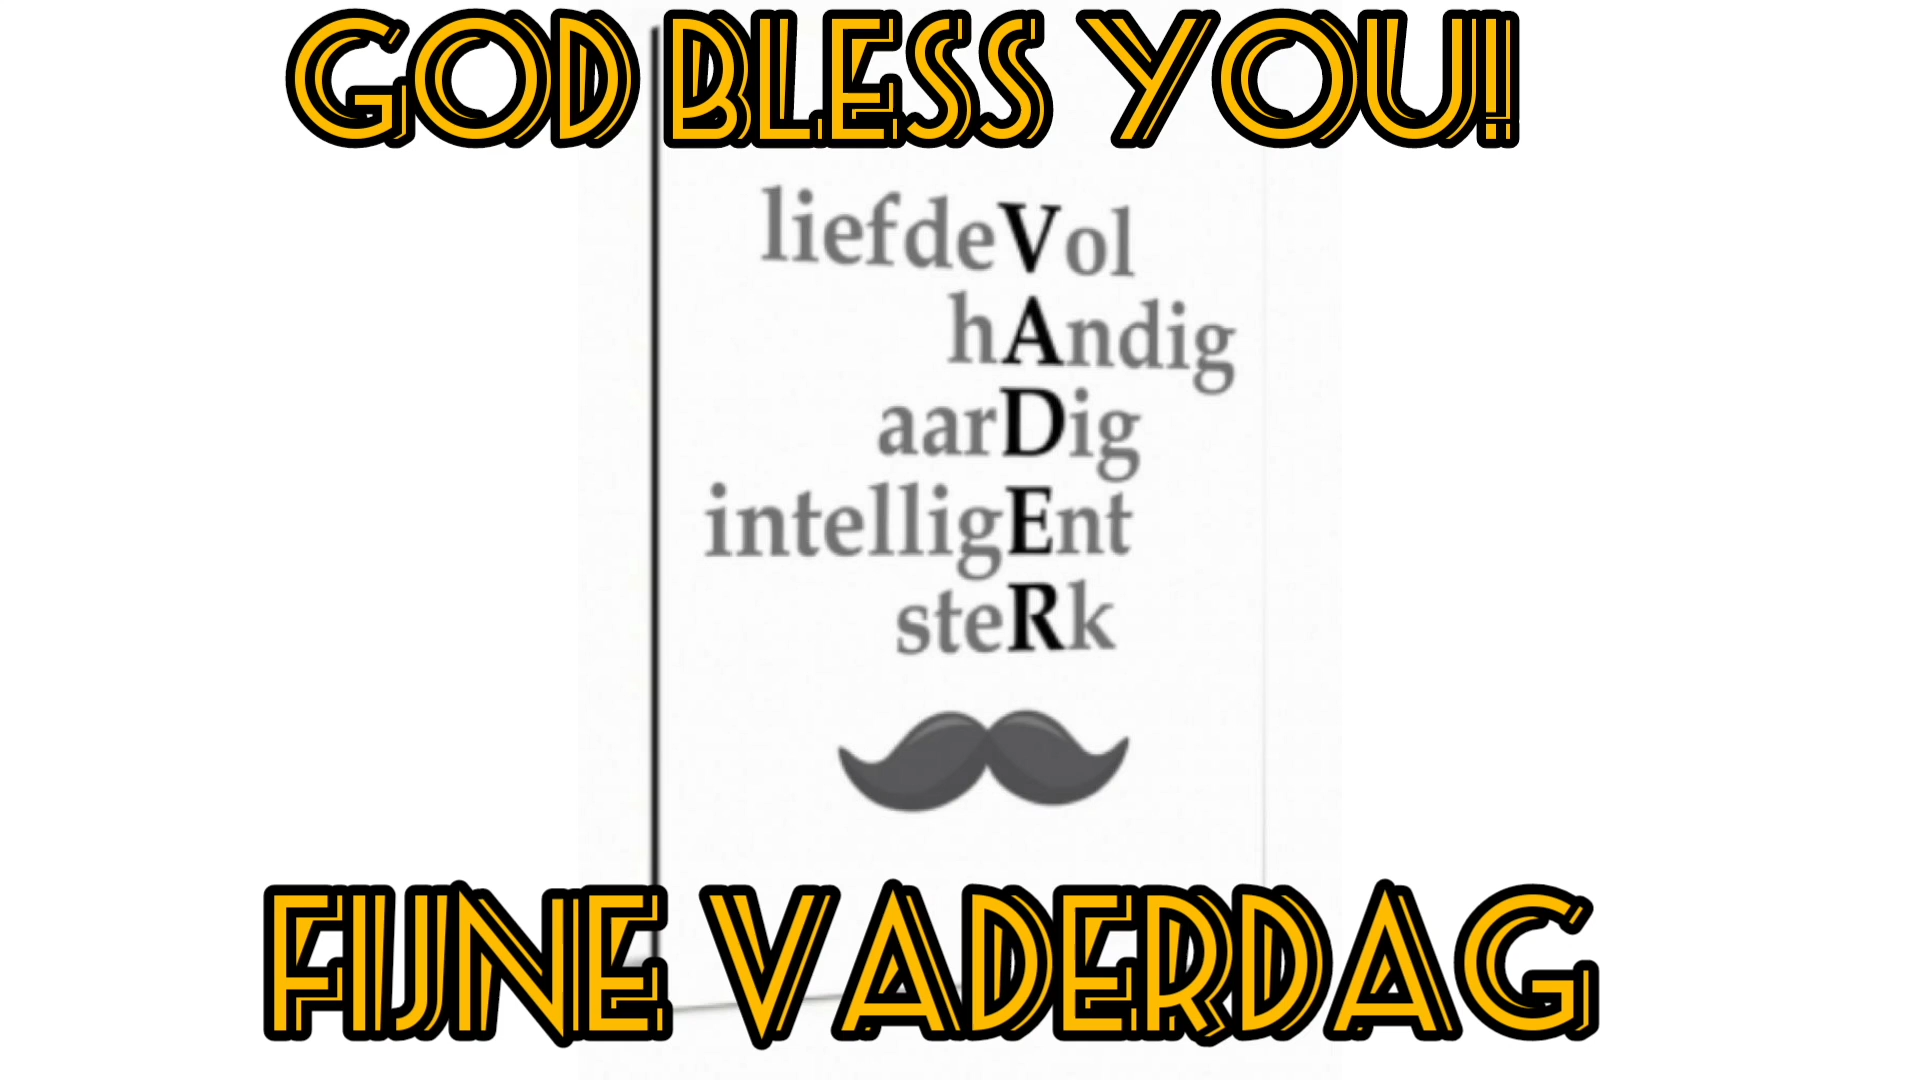 GOD BLESS YOU!
liefdeVol
hAndig
aarDig
intelligEnt
steRk
FIJNE VADERDAG